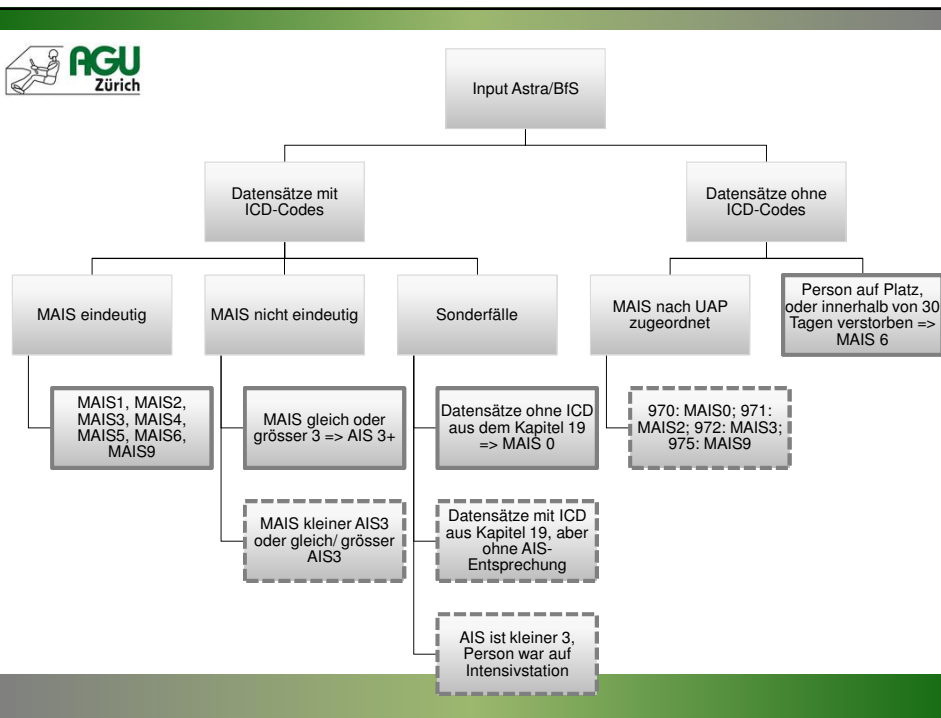 AGU
Zürich
Input Astra/BfS
Datensätze mit
ICD-Codes
Datensätze ohne
ICD-Codes
MAIS eindeutig
MAIS nicht eindeutig
Sonderfälle
MAIS nach UAP
zugeordnet
Person auf Platz,
oder innerhalb von 30
Tagen verstorben =>
MAIS 6
MAIS1, MAIS2,
MAIS3, MAIS4,
MAIS5, MAIS6,
MAIS9
MAIS gleich oder
grösser 3 => AIS 3+
Datensätze ohne ICD
aus dem Kapitel 19
=> MAIS 0
970: MAIS0; 971:
MAIS2; 972: MAIS3;
975: MAIS9
MAIS kleiner AIS3
oder gleich/ grösser
AIS3
Datensätze mit ICD
aus Kapitel 19, aber
ohne AIS-
Entsprechung
AIS ist kleiner 3,
Person war auf
Intensivstation